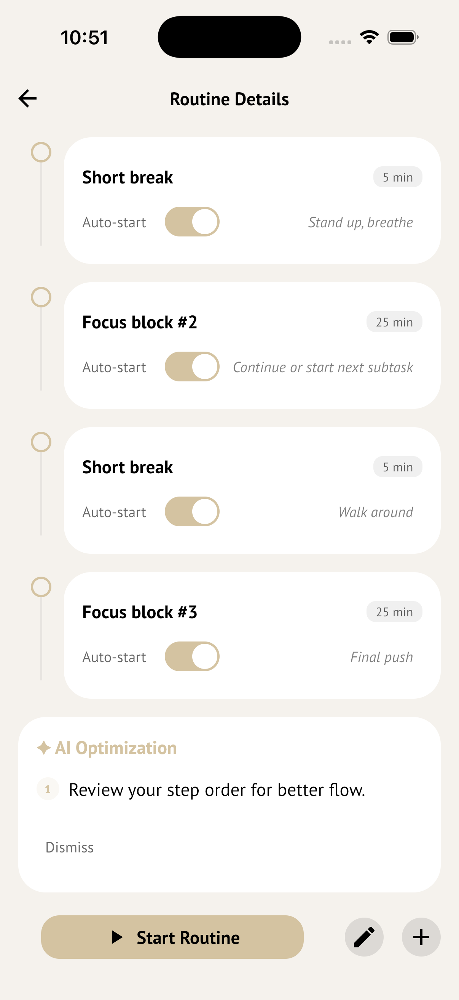 10:51
Routine Details
Short break
5 min
Auto-start
Stand up, breathe
Focus block #2
25 min
Auto-start
Continue or start next subtask
Short break
5 min
Auto-start
Walk around
Focus block #3
25 min
Auto-start
Final push
AI Optimization
1 Review your step order for better flow.
Dismiss
Start Routine